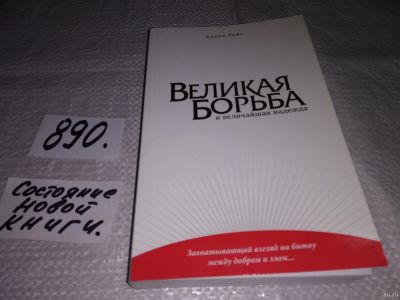 890.
Состояние
новой
книги.
Елена Уайт
ВЕЛИКАЯ
БОРЬБА
и величайшая надежда
Захватывающий взгляд на битву
между добром и злом...